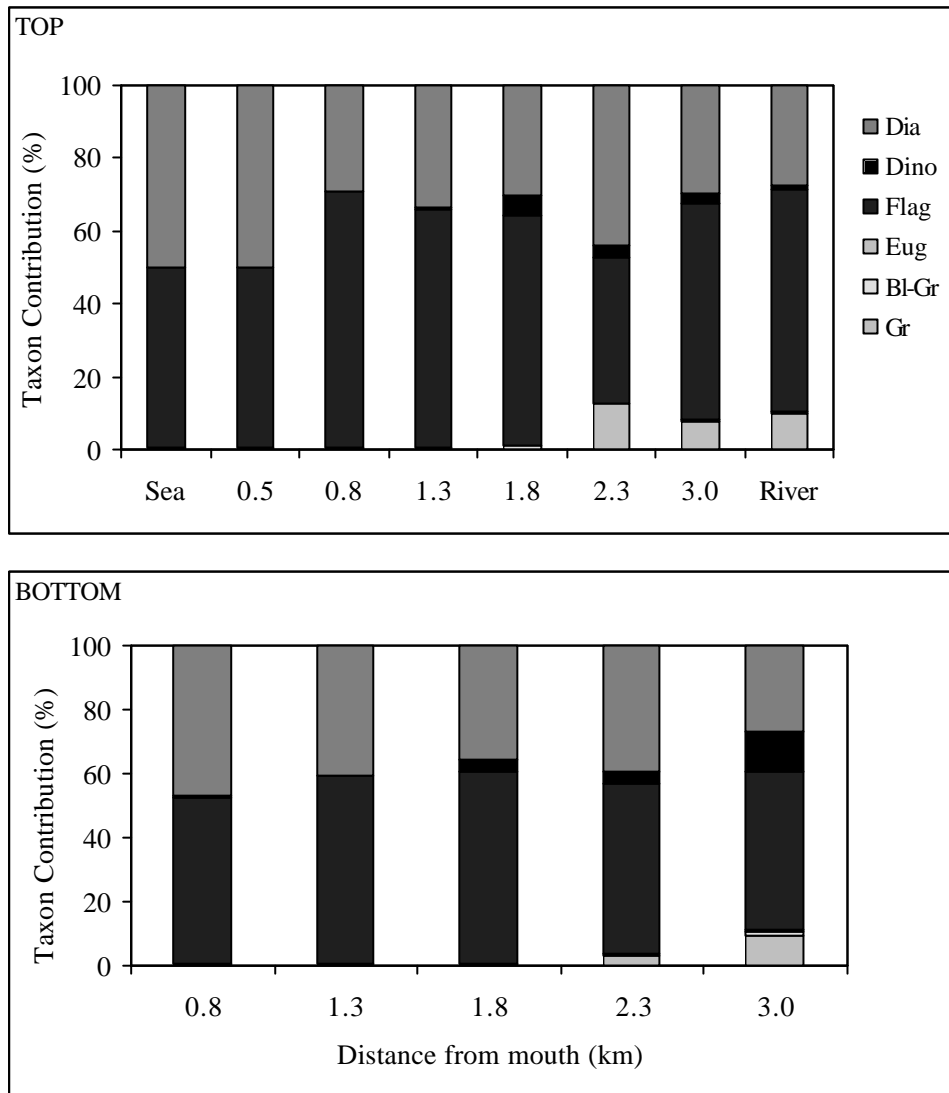 TOP
Taxon Contribution (%)
100
80
60
40
20
0
Sea 0.5 0.8 1.3 1.8 2.3 3.0 River
Dia
Dino
Flag
Eug
Bl-Gr
Gr
BOTTOM
Taxon Contribution (%)
100
80
60
40
20
0
0.8 1.3 1.8 2.3 3.0
Distance from mouth (km)